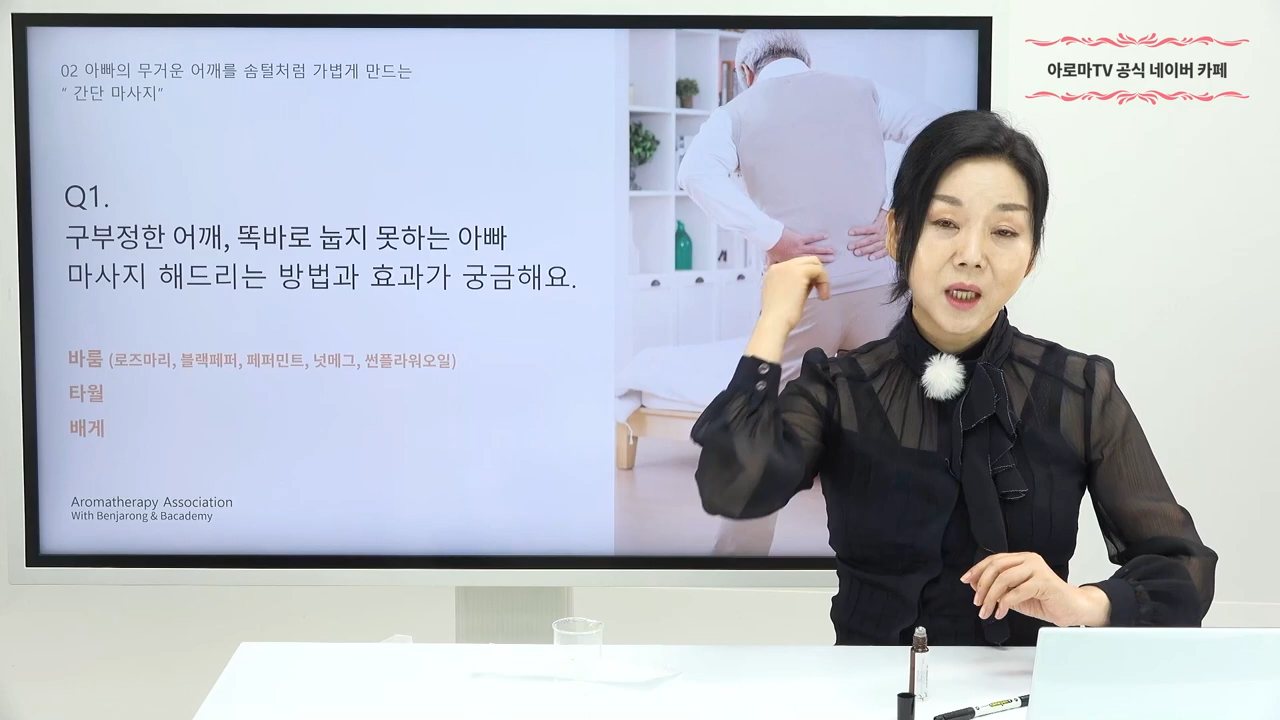 02 아빠의 무거운 어깨를 솜털처럼 가볍게 만드는
" 간단 마사지"
Q1.
구부정한 어깨, 똑바로 눕지 못하는 아빠
마사지 해드리는 방법과 효과가 궁금해요.
바룸 (로즈마리, 블랙페퍼, 페퍼민트, 넛메그, 썬플라워오일)
타월
배게
Aromatherapy Association
With Benjarong & Bacademy
아로마TV 공식 네이버 카페